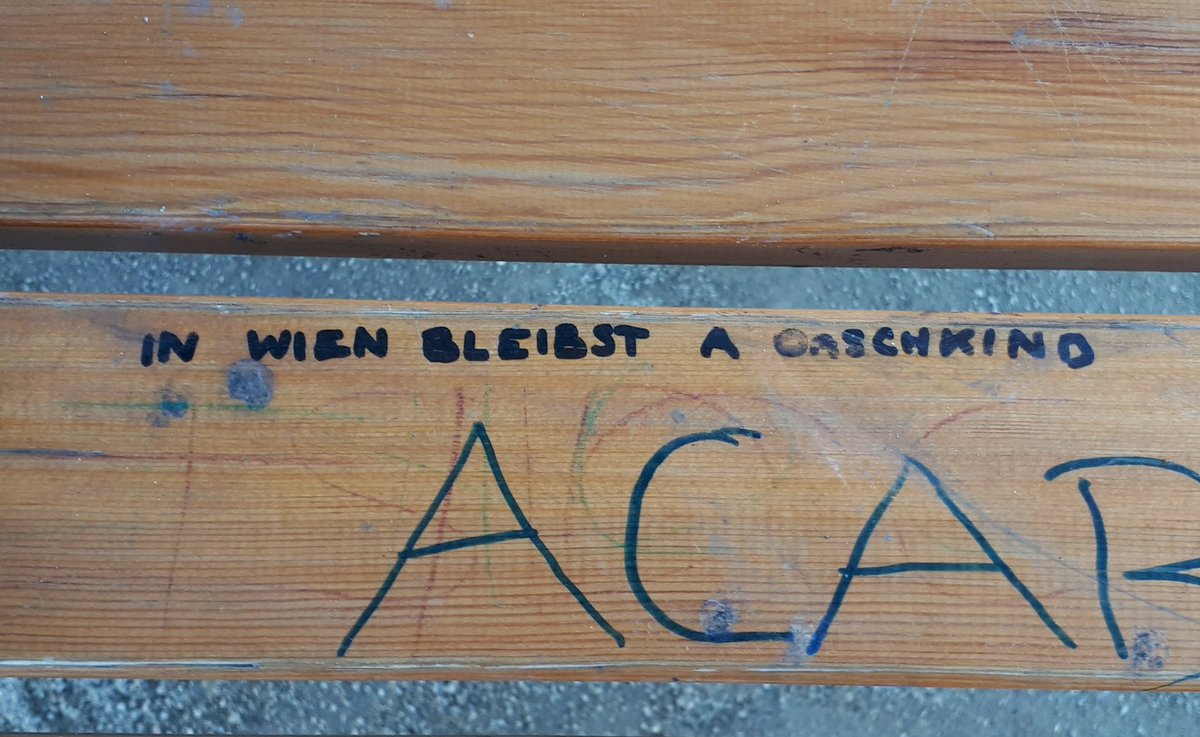 IN WIEN BLEIBST A OASCHKIND
ACAB